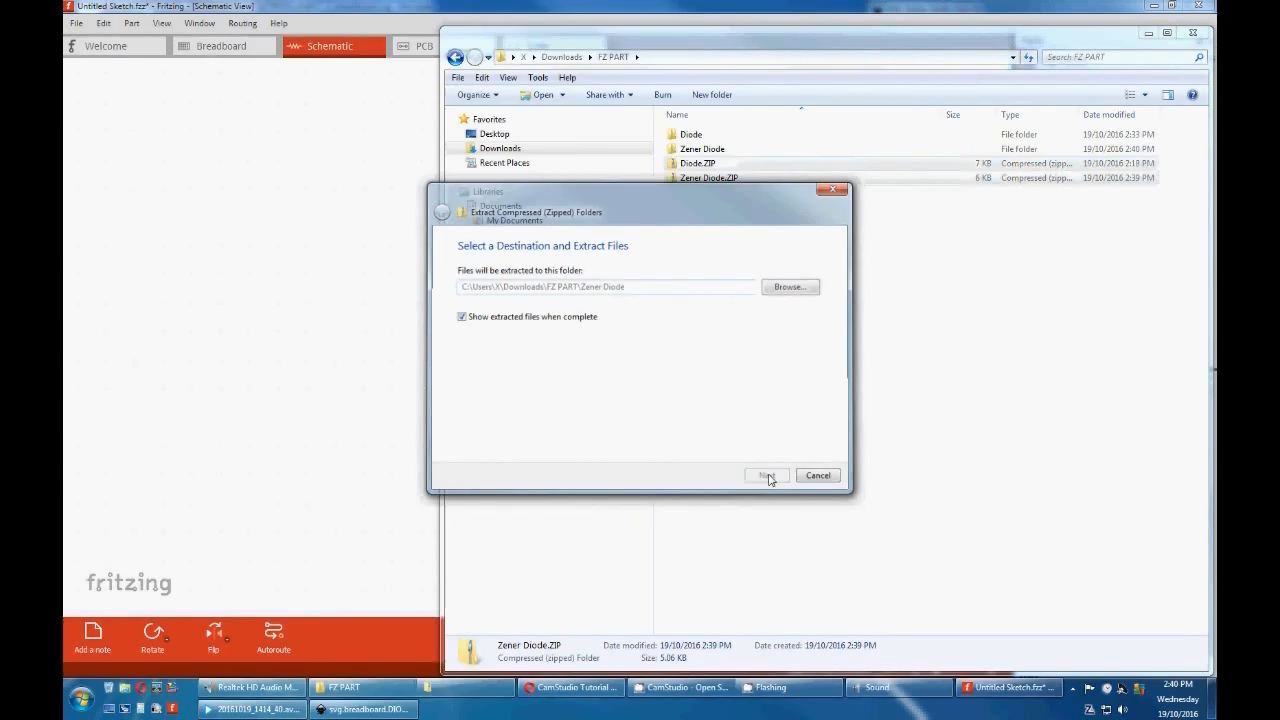 Untitled Sketch.fzz* - Fritzing - [Schematic View]
File Edit Part View Window Routing Help
Welcome Breadboard Schematic PCB
X Downloads FZ PART Search FZ PART
File Edit View Tools Help
Organize Open Share with Burn New folder
Name Size Type Date modified
Favorites
Desktop
Downloads
Recent Places
Libraries
Documents
My Documents
Diode File folder 19/10/2016 2:33 PM
Zener Diode File folder 19/10/2016 2:40 PM
Diode.ZIP 7 KB Compressed (zipp... 19/10/2016 2:18 PM
Zener Diode.ZIP 6 KB Compressed (zipp... 19/10/2016 2:39 PM
Extract Compressed (Zipped) Folders
Select a Destination and Extract Files
Files will be extracted to this folder:
C:\Users\X\Downloads\FZ PART\Zener Diode Browse...
Show extracted files when complete
Cancel
fritzing
Add a note Rotate Flip Autoroute
Zener Diode.ZIP Date modified: 19/10/2016 2:39 PM Date created: 19/10/2016 2:39 PM
Compressed (zipped) Folder Size: 5.06 KB
Realtek HD Audio M... FZ PART CamStudio Tutorial ... CamStudio - Open S... Flashing Sound Untitled Sketch.fzz* ...
20161019_1414_40.av... svg.breadboard.DIO...
2:40 PM
Wednesday
19/10/2016